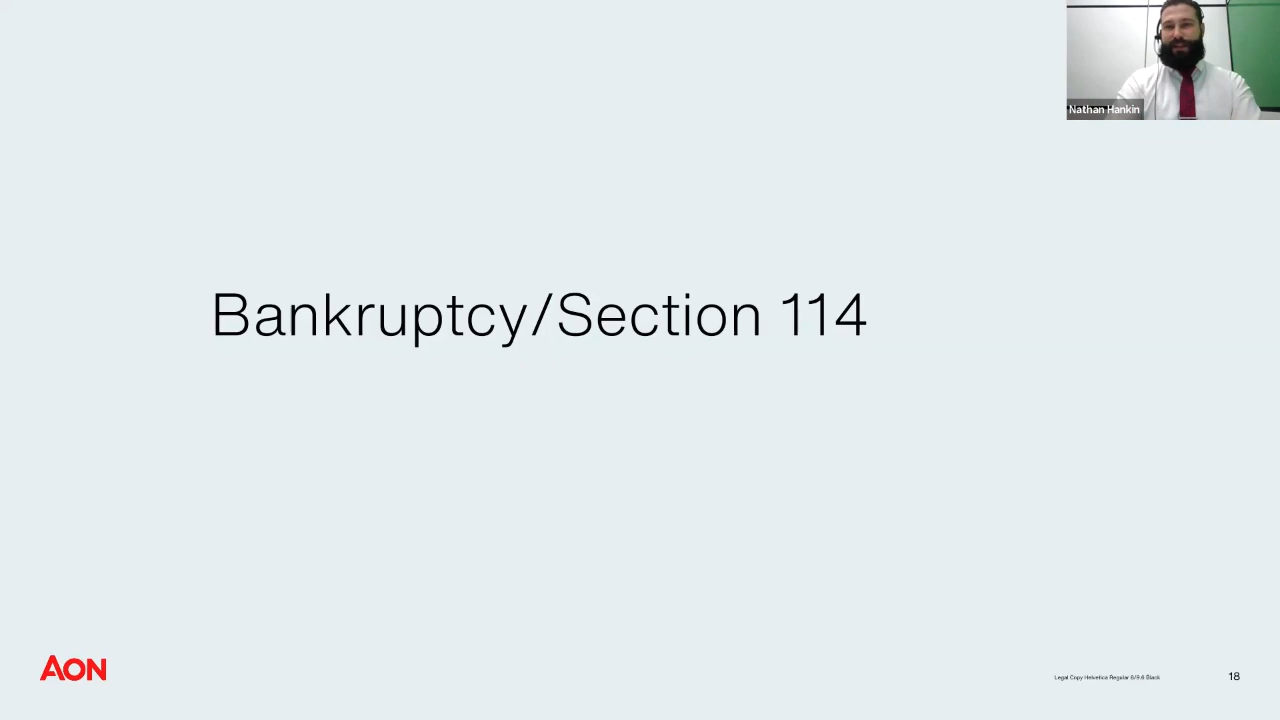 Nathan Hankin
Bankruptcy/Section 114
AON
Legal Copy Helvetica Regular 8/9.6 Black
18